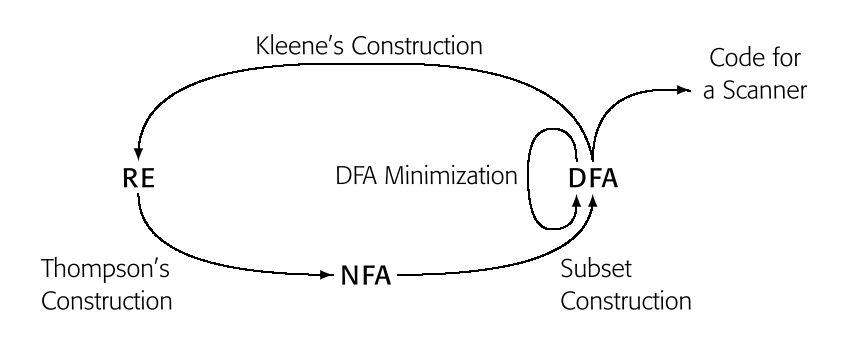 Kleene's Construction
Code for
a Scanner
RE
DFA Minimization
DFA
Thompson's
Construction
NFA
Subset
Construction